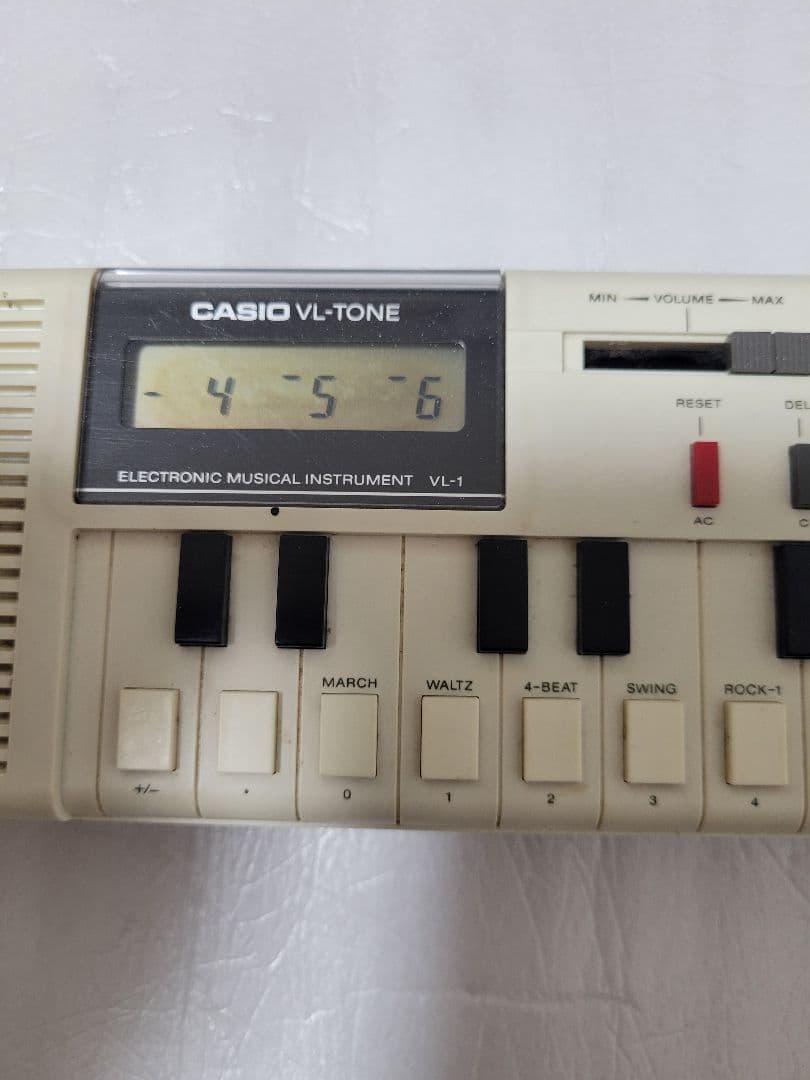 CASIO VL-TONE
- 4 ‾5 ‾6
ELECTRONIC MUSICAL INSTRUMENT VL-1
MIN VOLUME MAX
RESET
AC
MARCH WALTZ 4-BEAT SWING ROCK-1
+/− · 0 1 2 3 4